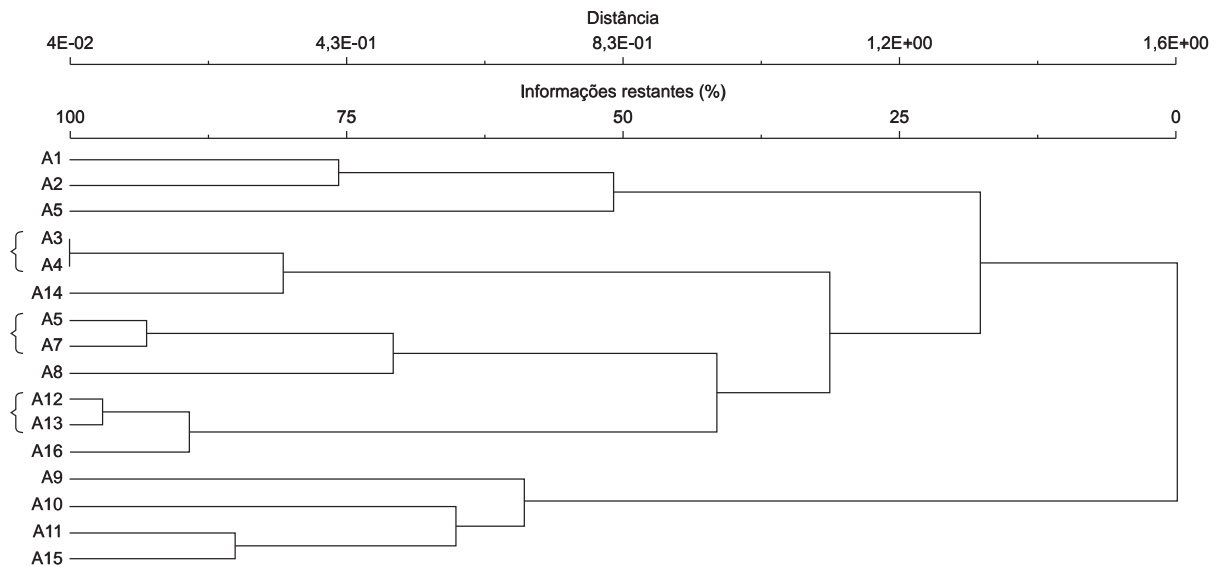 Distância
4E-02 4,3E-01 8,3E-01 1,2E+00 1,6E+00
Informações restantes (%)
100 75 50 25 0
A1
A2
A5
A3
A4
A14
A5
A7
A8
A12
A13
A16
A9
A10
A11
A15